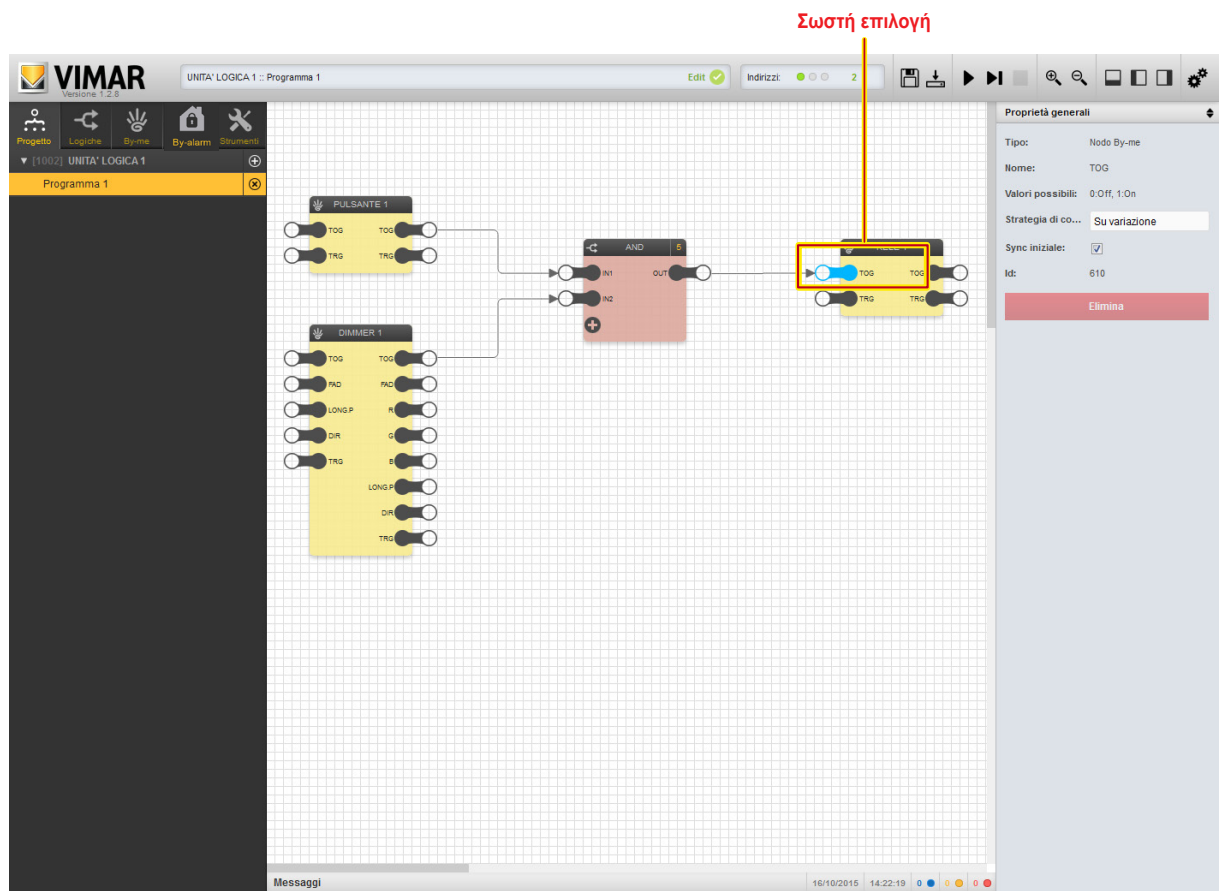 Σωστή επιλογή
VIMAR
Versione 1.2.8
UNITA' LOGICA 1 :: Programma 1
Edit
Indirizzi:
2
Progetto
Logiche
By-me
By-alarm
Strumenti
[1002] UNITA' LOGICA 1
Programma 1
PULSANTE 1
TOG TOG
TRG TRG
DIMMER 1
TOG TOG
FAD FAD
LONG.P R
DIR G
TRG B
LONG.P
DIR
TRG
AND 5
IN1 OUT
IN2
TOG TOG
TRG TRG
Proprietà generali
Tipo: Nodo By-me
Nome: TOG
Valori possibili: 0:Off, 1:On
Strategia di co... Su variazione
Sync iniziale:
Id: 610
Elimina
Messaggi
16/10/2015 14:22:19 0 0 0